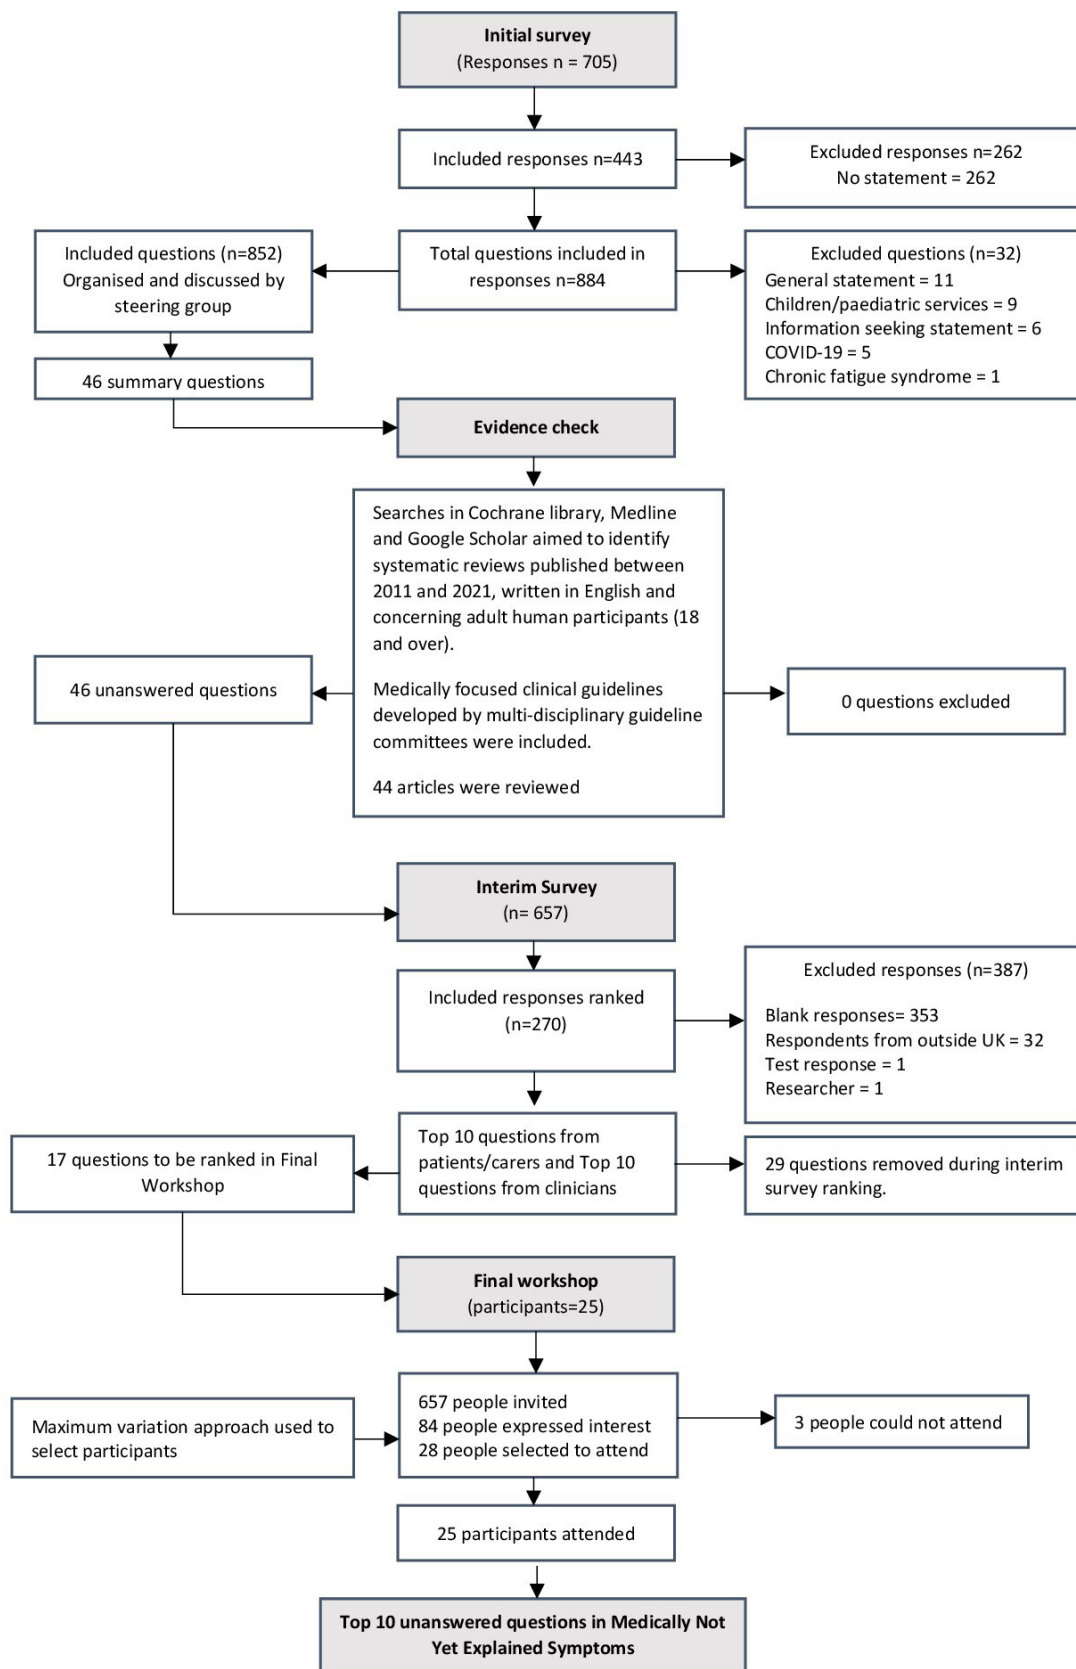 Initial survey
(Responses n = 705)
Included responses n=443
Excluded responses n=262
No statement = 262
Included questions (n=852)
Organised and discussed by
steering group
Total questions included in
responses n=884
Excluded questions (n=32)
General statement = 11
Children/paediatric services = 9
Information seeking statement = 6
COVID-19 = 5
Chronic fatigue syndrome = 1
46 summary questions
Evidence check
Searches in Cochrane library, Medline
and Google Scholar aimed to identify
systematic reviews published between
2011 and 2021, written in English and
concerning adult human participants (18
and over).
Medically focused clinical guidelines
developed by multi-disciplinary guideline
committees were included.
44 articles were reviewed
46 unanswered questions
0 questions excluded
Interim Survey
(n= 657)
Included responses ranked
(n=270)
Excluded responses (n=387)
Blank responses= 353
Respondents from outside UK = 32
Test response = 1
Researcher = 1
17 questions to be ranked in Final
Workshop
Top 10 questions from
patients/carers and Top 10
questions from clinicians
29 questions removed during interim
survey ranking.
Final workshop
(participants=25)
Maximum variation approach used to
select participants
657 people invited
84 people expressed interest
28 people selected to attend
3 people could not attend
25 participants attended
Top 10 unanswered questions in Medically Not
Yet Explained Symptoms